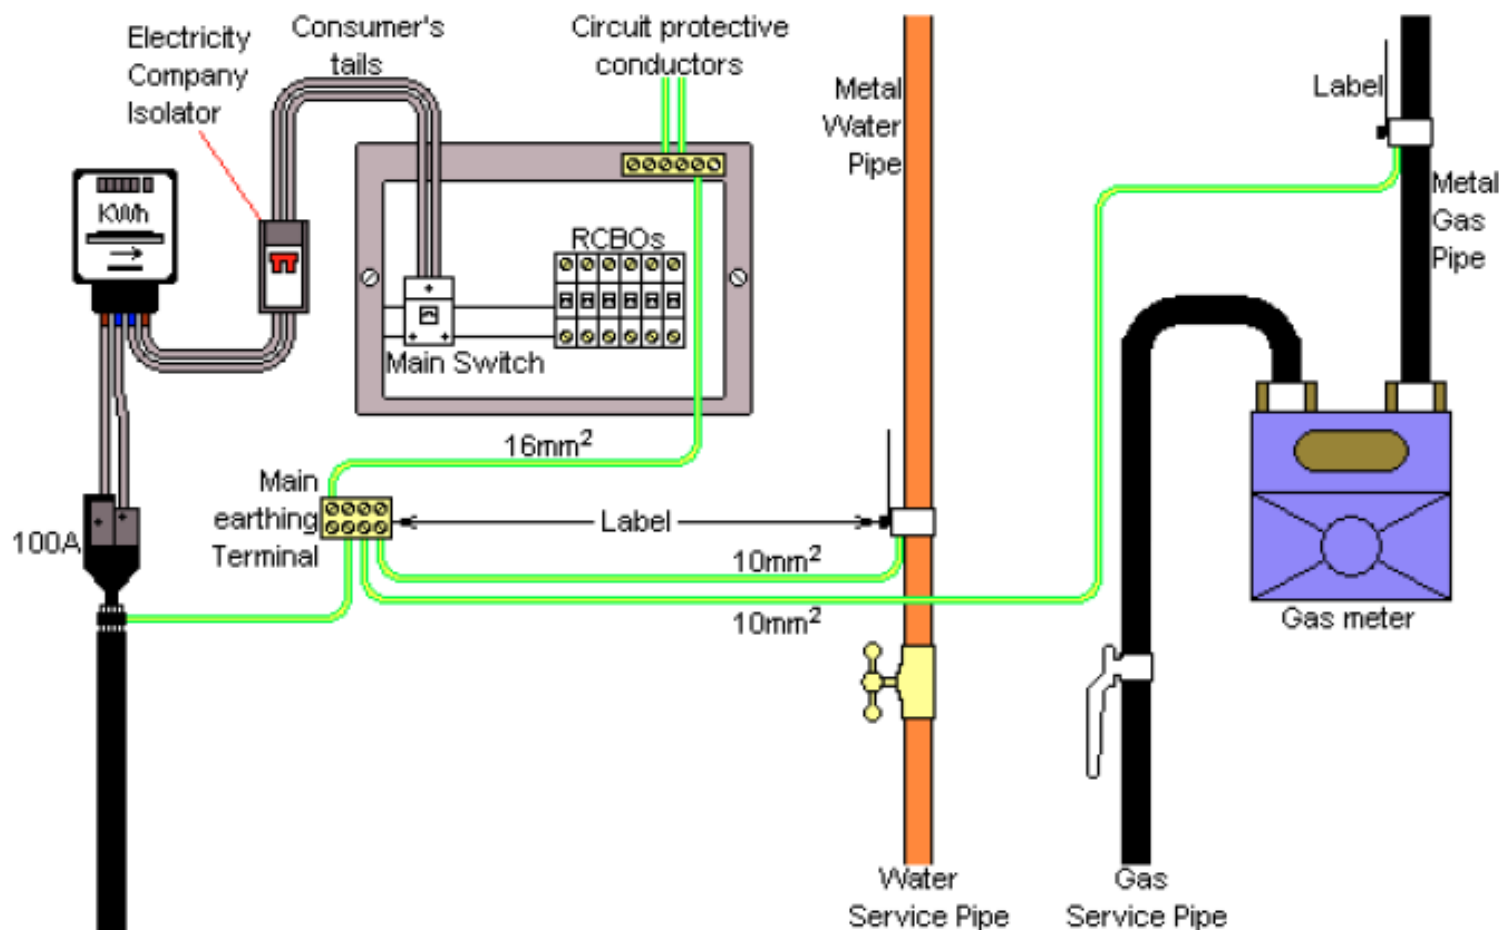 Electricity
Company
Isolator
Consumer's
tails
Circuit protective
conductors
Metal
Water
Pipe
Label
Metal
Gas
Pipe
KWh
RCBOs
Main Switch
16mm²
Main
earthing
Terminal
100A
Label
10mm²
10mm²
Gas meter
Water
Service Pipe
Gas
Service Pipe